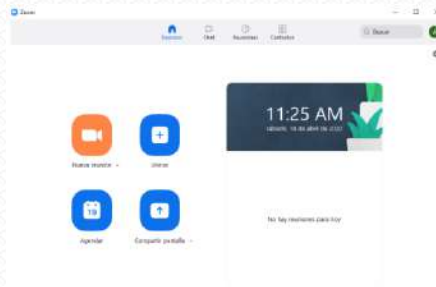 Zoom
Inicio Chat Reuniones Contactos
Buscar
11:25 AM
Nueva reunión
Unirse
19
Agendar
Compartir pantalla
No hay reuniones para hoy